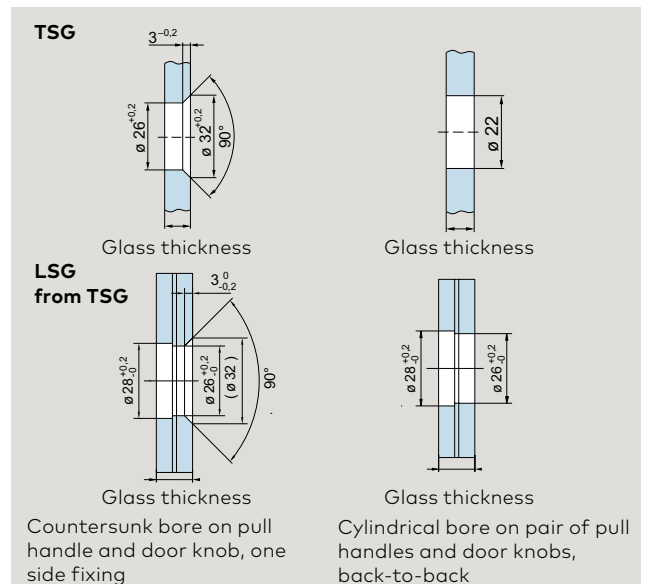 TSG
3-0,2
ø 26+0,2
ø 32+0,2
90°
ø 22
Glass thickness
Glass thickness
LSG
from TSG
3 0 -0,2
ø 28 +0,2 -0
ø 26 +0,2 -0
( ø 32 )
90°
ø 28 +0,2 -0
ø 26 +0,2 -0
Glass thickness
Glass thickness
Countersunk bore on pull
handle and door knob, one
side fixing
Cylindrical bore on pair of pull
handles and door knobs,
back-to-back